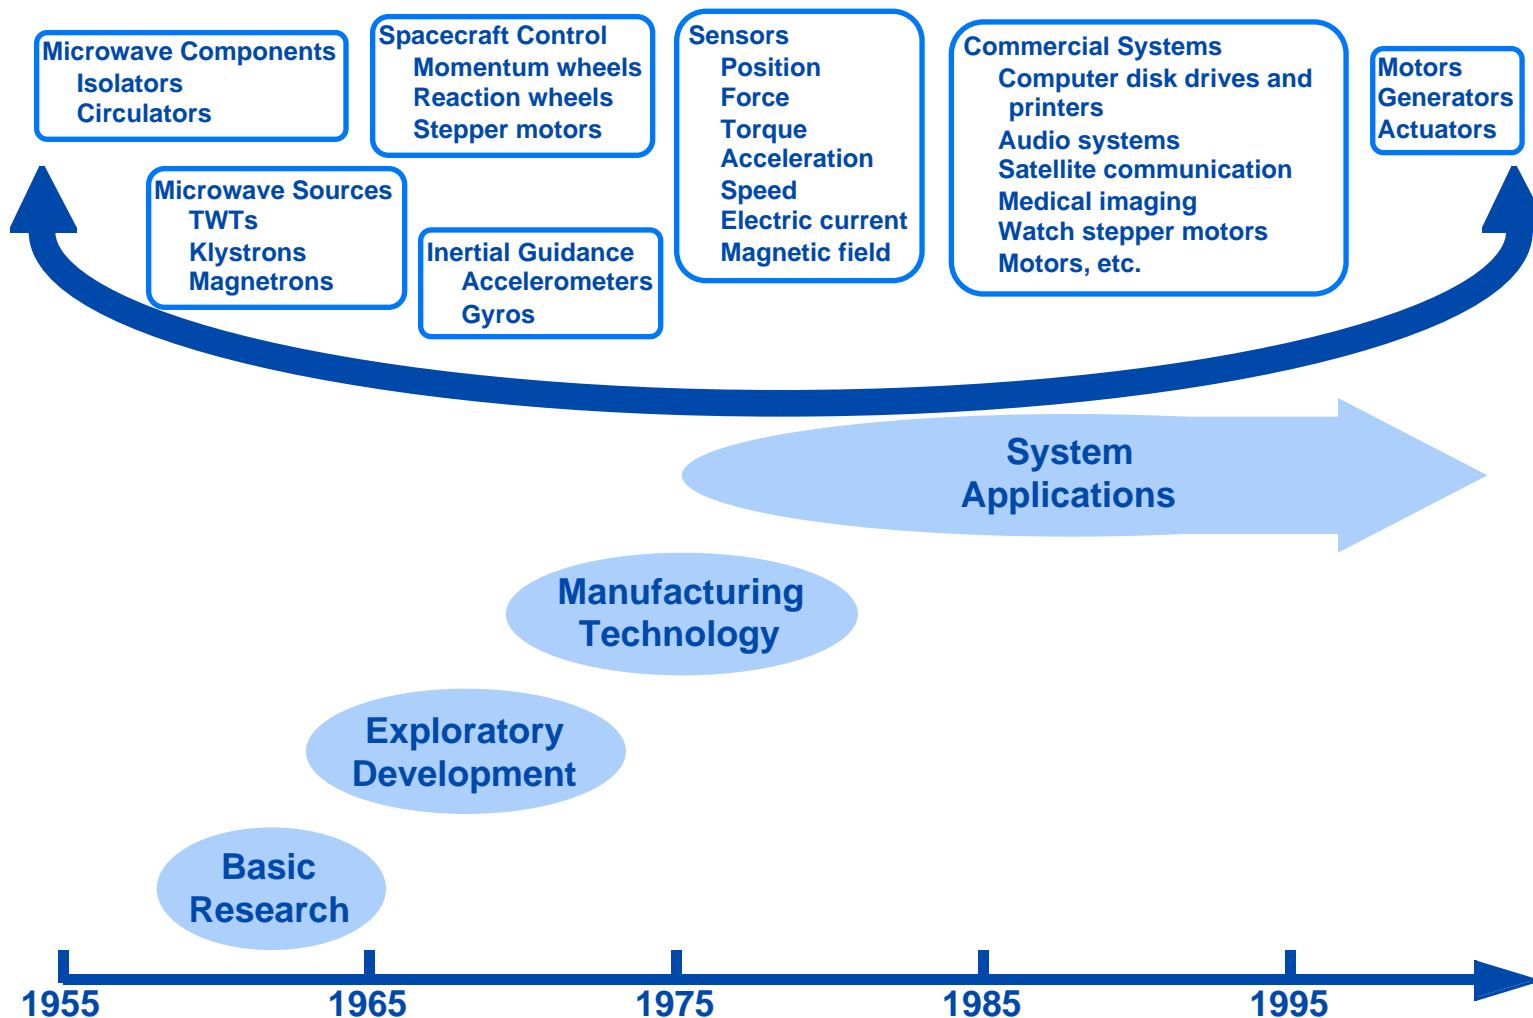 Microwave Components
Isolators
Circulators
Microwave Sources
TWTs
Klystrons
Magnetrons
Spacecraft Control
Momentum wheels
Reaction wheels
Stepper motors
Inertial Guidance
Accelerometers
Gyros
Sensors
Position
Force
Torque
Acceleration
Speed
Electric current
Magnetic field
Commercial Systems
Computer disk drives and
printers
Audio systems
Satellite communication
Medical imaging
Watch stepper motors
Motors, etc.
Motors
Generators
Actuators
System
Applications
Manufacturing
Technology
Exploratory
Development
Basic
Research
1955
1965
1975
1985
1995